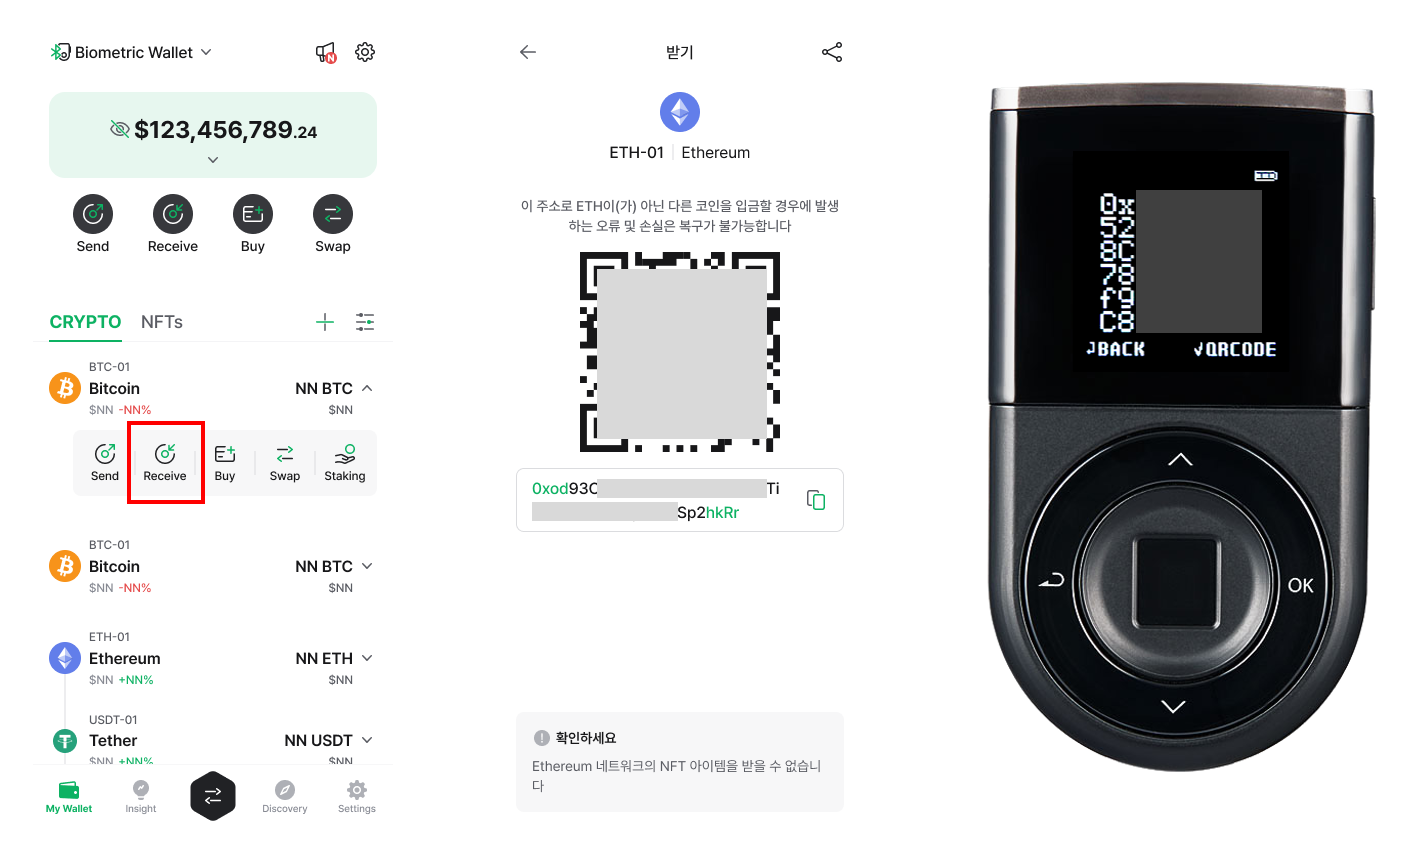 Biometric Wallet
N
$123,456,789.24
Send
Receive
Buy
Swap
CRYPTO
NFTs
BTC-01
Bitcoin
NN BTC
$NN -NN%
$NN
Send
Receive
Buy
Swap
Staking
BTC-01
Bitcoin
NN BTC
$NN -NN%
$NN
ETH-01
Ethereum
NN ETH
$NN +NN%
$NN
USDT-01
Tether
NN USDT
$NN +NN%
$NN
My Wallet
Insight
Discovery
Settings
받기
ETH-01
Ethereum
이 주소로 ETH이(가) 아닌 다른 코인을 입금할 경우에 발생
하는 오류 및 손실은 복구가 불가능합니다
0xod93C Ti
Sp2hkRr
확인하세요
Ethereum 네트워크의 NFT 아이템을 받을 수 없습니
다
0x
52
8C
78
f9
C8
BACK
QRCODE
OK